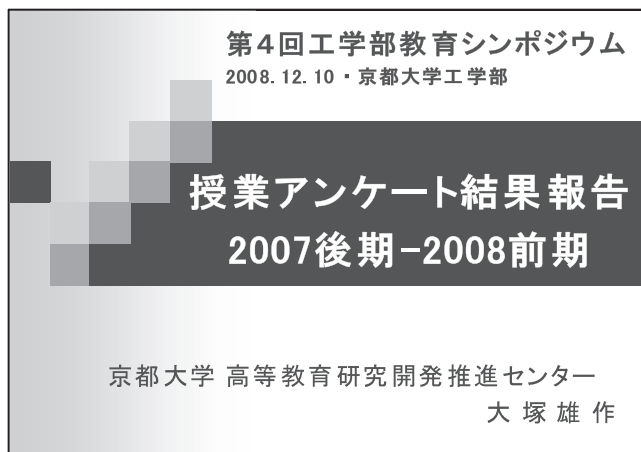 第4回工学部教育シンポジウム
2008.12.10・京都大学工学部
授業アンケート結果報告
2007後期-2008前期
京都大学 高等教育研究開発推進センター
大塚雄作